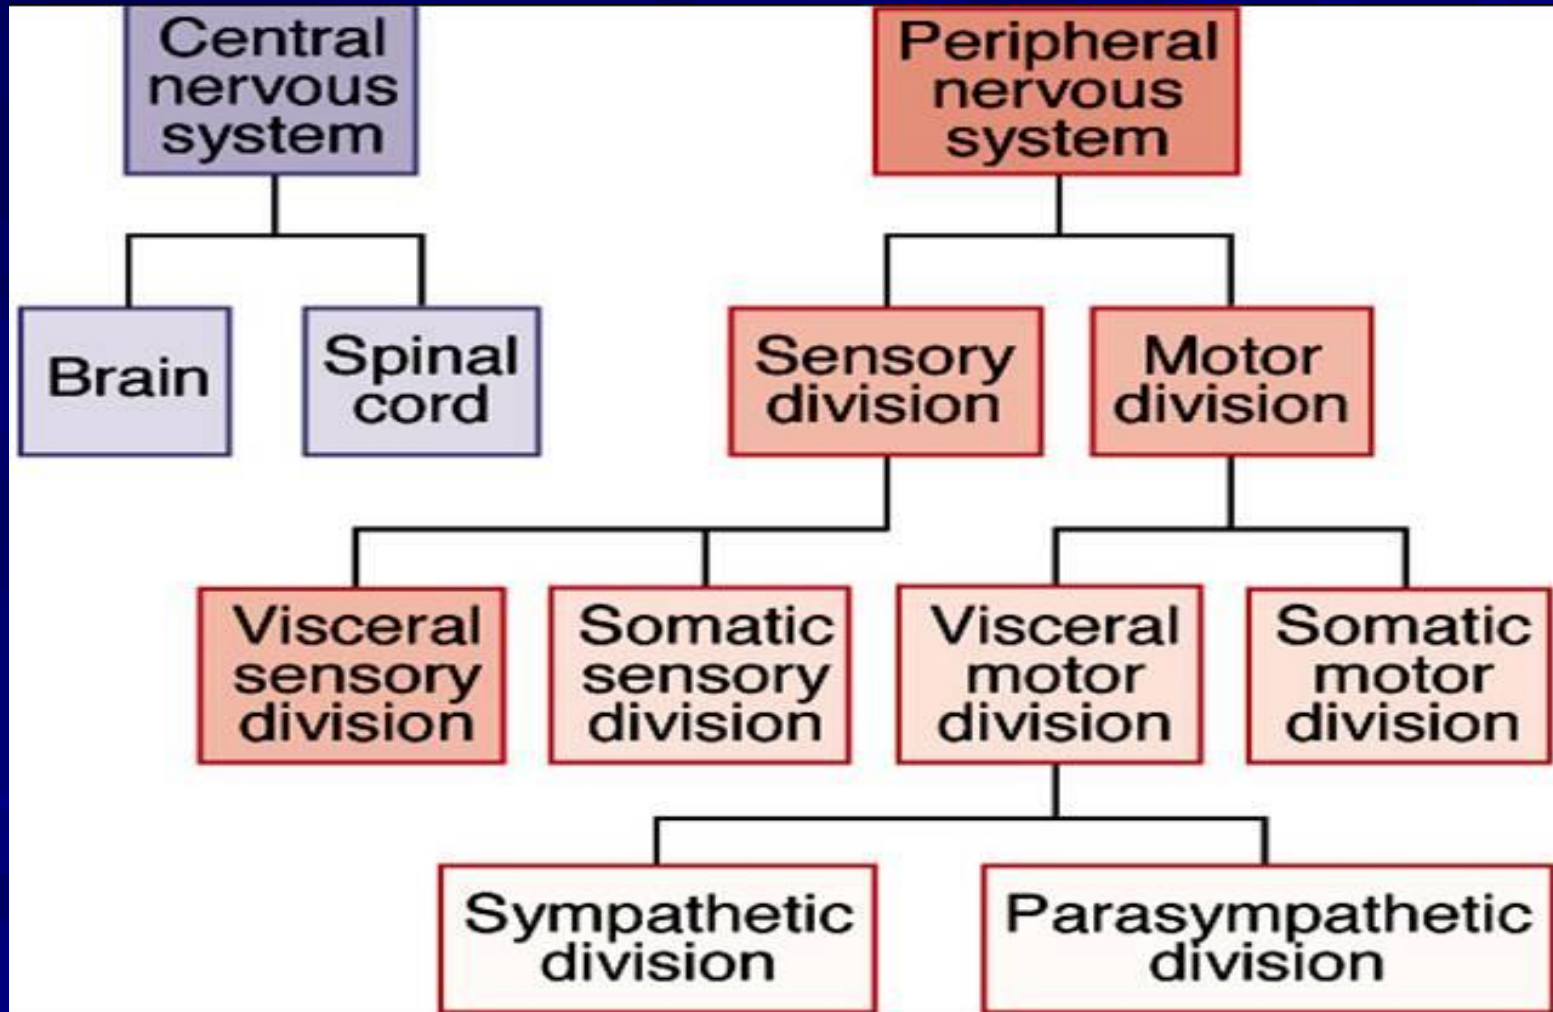 Central
nervous
system
Peripheral
nervous
system
Brain
Spinal
cord
Sensory
division
Motor
division
Visceral
sensory
division
Somatic
sensory
division
Visceral
motor
division
Somatic
motor
division
Sympathetic
division
Parasympathetic
division